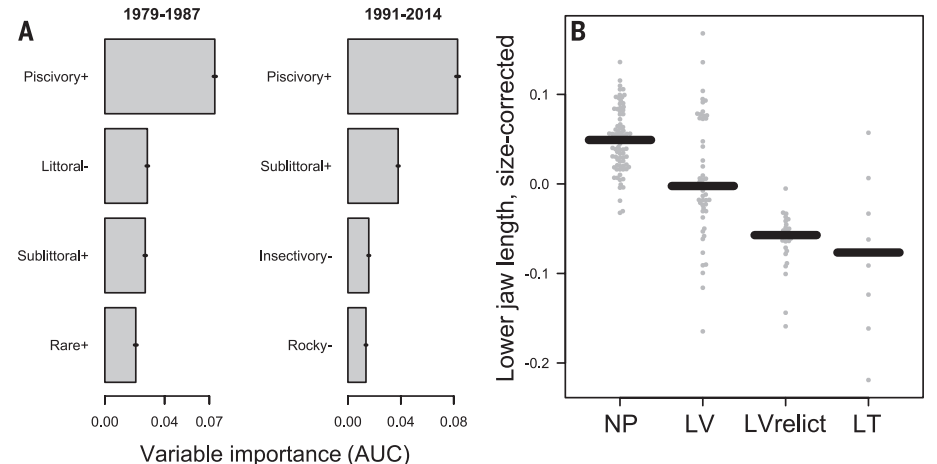 A
1979-1987
Piscivory+
Littoral-
Sublittoral+
Rare+
0.00 0.04 0.07
1991-2014
Piscivory+
Sublittoral+
Insectivory-
Rocky-
0.00 0.04 0.08
Variable importance (AUC)
B
Lower jaw length, size-corrected
0.1
0.0
-0.1
-0.2
NP LV LVrelict LT